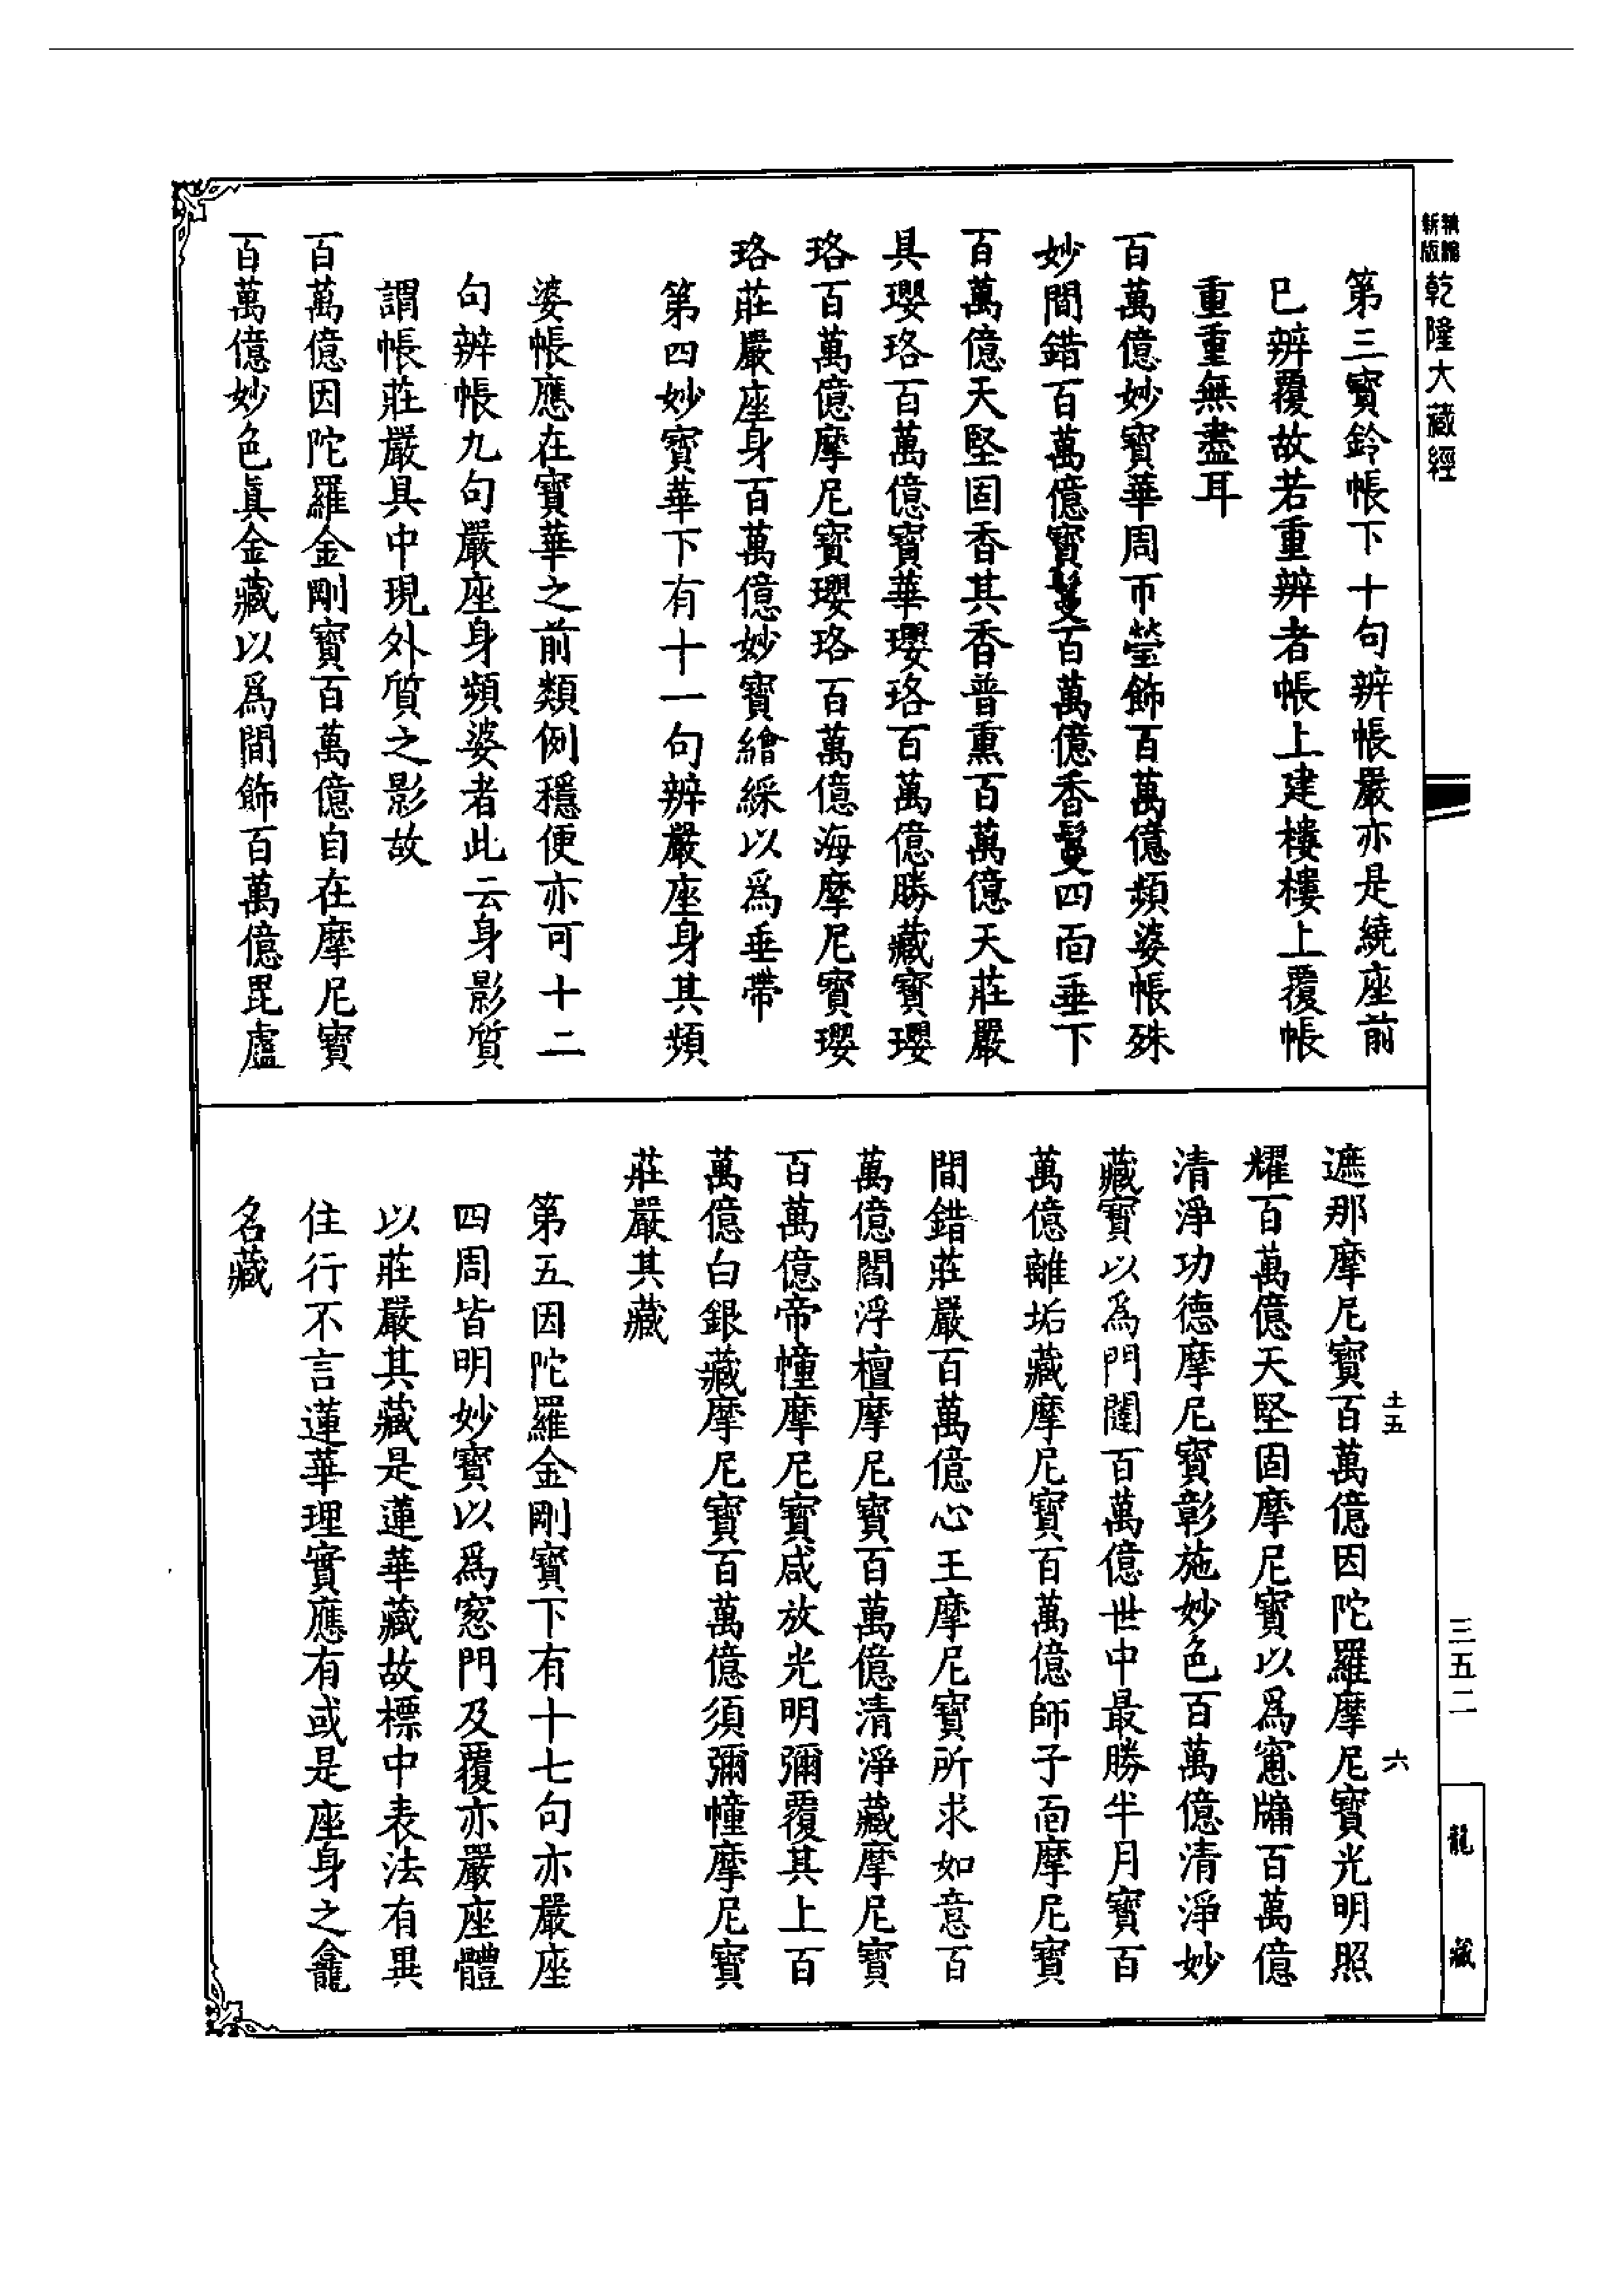 新編縮版乾隆大藏經
第三寶鈴帳下十句辨帳嚴亦是繞座前
已辨覆故若重辨者帳上建樓樓上覆帳
重重無盡耳
百萬億妙寶華周帀瑩飾百萬億頻婆帳殊
妙間錯百萬億寶鬘百萬億香鬘四面垂下
百萬億天堅固香其香普熏百萬億天莊嚴
具瓔珞百萬億寶華瓔珞百萬億勝藏寶瓔
珞百萬億摩尼寶瓔珞百萬億海摩尼寶瓔
珞莊嚴座身百萬億妙寶繒綵以爲垂帶
第四妙寶華下有十一句辨嚴座身其頻
婆帳應在寶華之前類例穩便亦可十二
句辨帳九句嚴座身頻婆者此云身影質
謂帳莊嚴具中現外質之影故
百萬億因陀羅金剛寶百萬億自在摩尼寶
百萬億妙色眞金藏以爲間飾百萬億毘盧
遮那摩尼寶百萬億因陀羅摩尼寶光明照
耀百萬億天堅固摩尼寶以爲窻牖百萬億
清淨功德摩尼寶彰施妙色百萬億清淨妙
藏寶以爲門闥百萬億世中最勝半月寶百
萬億離垢藏摩尼寶百萬億師子面摩尼寶
間錯莊嚴百萬億心王摩尼寶所求如意百
萬億閻浮檀摩尼寶百萬億清淨藏摩尼寶
百萬億帝幢摩尼寶咸放光明彌覆其上百
萬億白銀藏摩尼寶百萬億須彌幢摩尼寶
莊嚴其藏
第五因陀羅金剛寶下有十七句亦嚴座
四周皆明妙寶以爲窻門及覆亦嚴座體
以莊嚴其藏是蓮華藏故標中表法有異
住行不言蓮華理實應有或是座身之龕
名藏
土五
六
三五二
龍藏